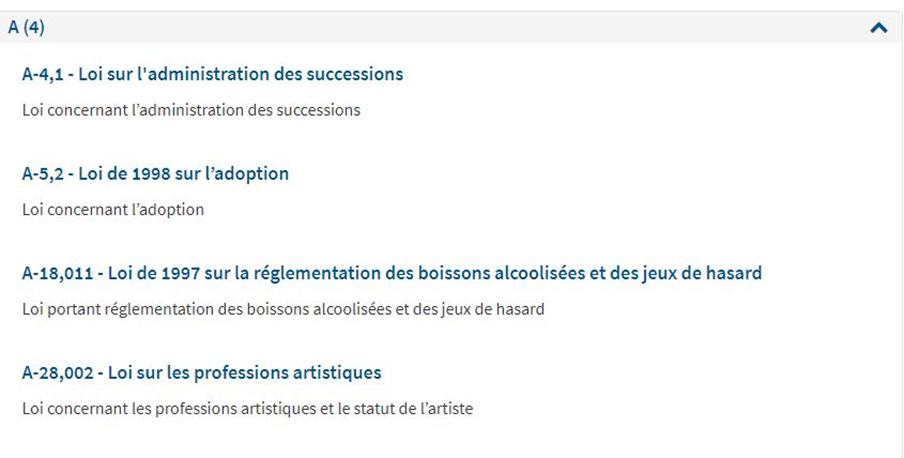 A (4)
A-4,1 - Loi sur l'administration des successions
Loi concernant l’administration des successions
A-5,2 - Loi de 1998 sur l’adoption
Loi concernant l’adoption
A-18,011 - Loi de 1997 sur la réglementation des boissons alcoolisées et des jeux de hasard
Loi portant réglementation des boissons alcoolisées et des jeux de hasard
A-28,002 - Loi sur les professions artistiques
Loi concernant les professions artistiques et le statut de l’artiste